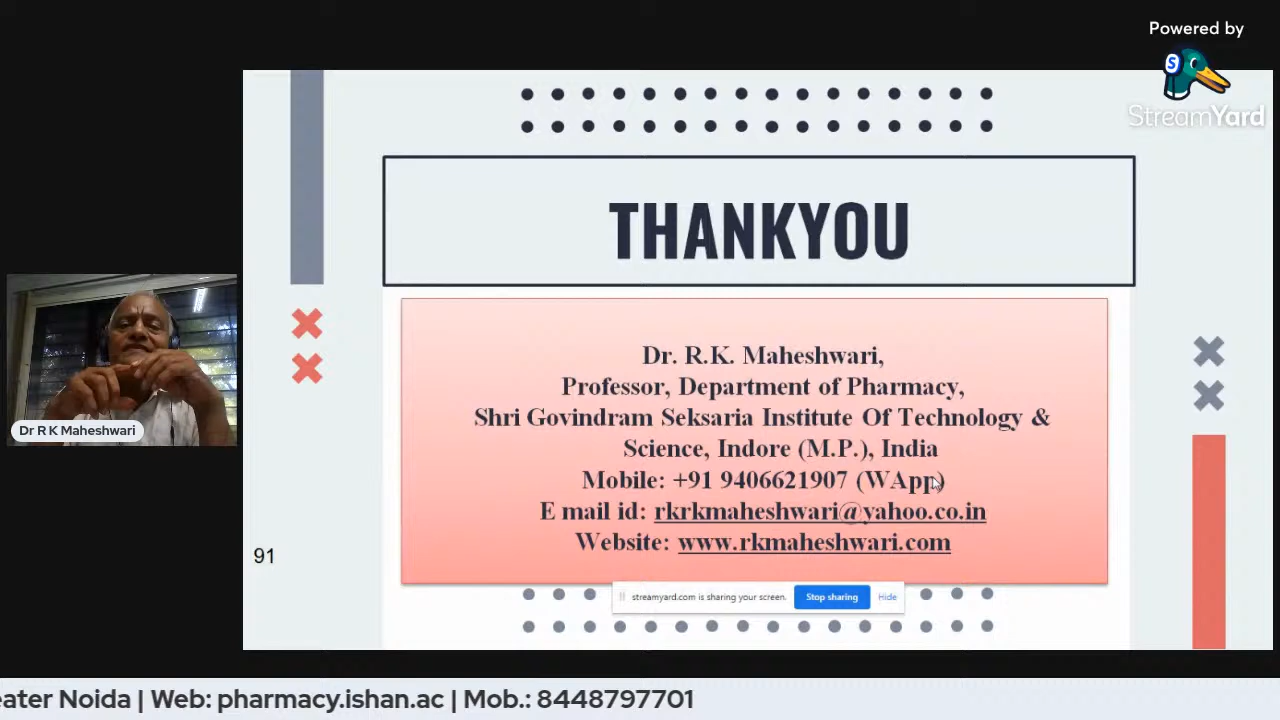 Powered by
S
StreamYard
THANKYOU
Dr. R.K. Maheshwari,
Professor, Department of Pharmacy,
Shri Govindram Seksaria Institute Of Technology &
Science, Indore (M.P.), India
Mobile: +91 9406621907 (WApp)
E mail id: rkrkmaheshwari@yahoo.co.in
Website: www.rkmaheshwari.com
Dr R K Maheshwari
91
streamyard.com is sharing your screen. Stop sharing Hide
eater Noida | Web: pharmacy.ishan.ac | Mob.: 8448797701